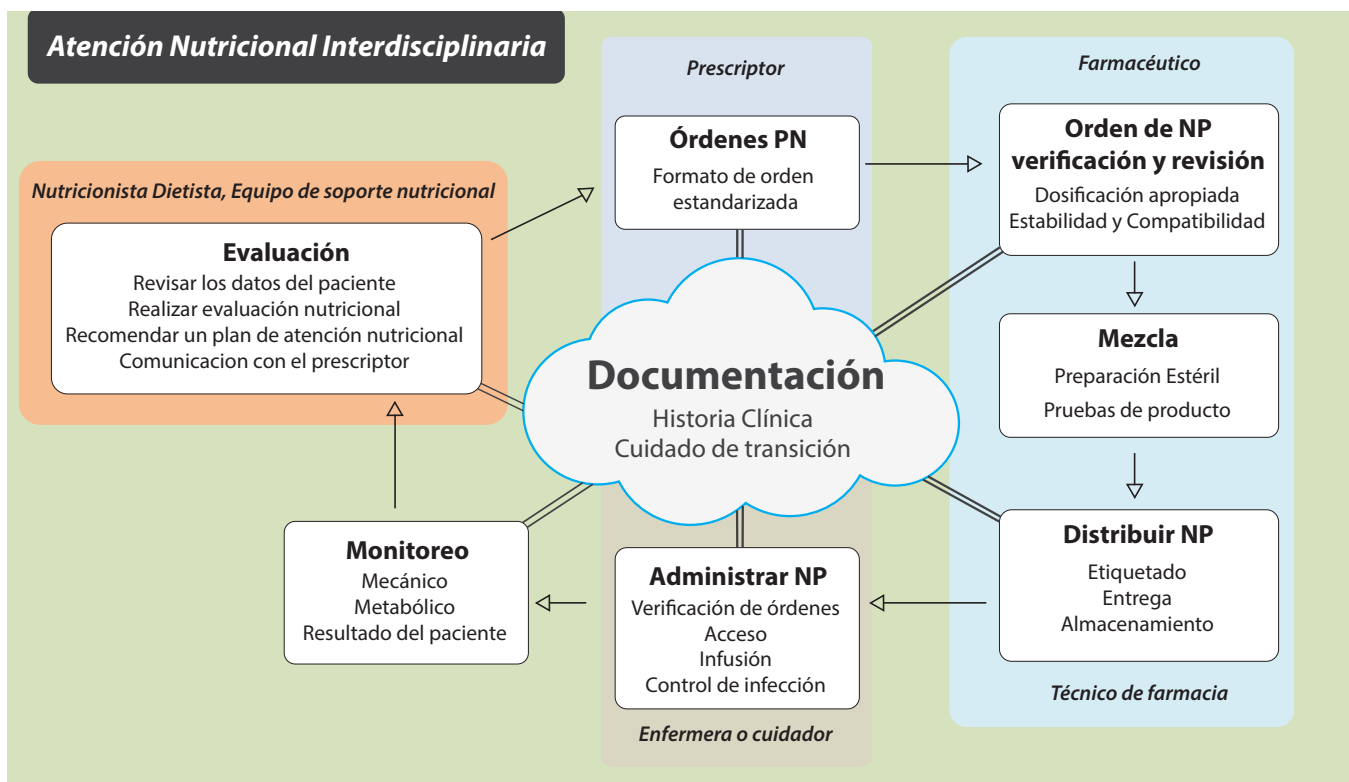 Atención Nutricional Interdisciplinaria
Prescriptor
Farmacéutico
Nutricionista Dietista, Equipo de soporte nutricional
Evaluación
Revisar los datos del paciente
Realizar evaluación nutricional
Recomendar un plan de atención nutricional
Comunicacion con el prescriptor
Órdenes PN
Formato de orden
estandarizada
Orden de NP
verificación y revisión
Dosificación apropiada
Estabilidad y Compatibilidad
Mezcla
Preparación Estéril
Pruebas de producto
Documentación
Historia Clínica
Cuidado de transición
Distribuir NP
Etiquetado
Entrega
Almacenamiento
Técnico de farmacia
Administrar NP
Verificación de órdenes
Acceso
Infusión
Control de infección
Enfermera o cuidador
Monitoreo
Mecánico
Metabólico
Resultado del paciente